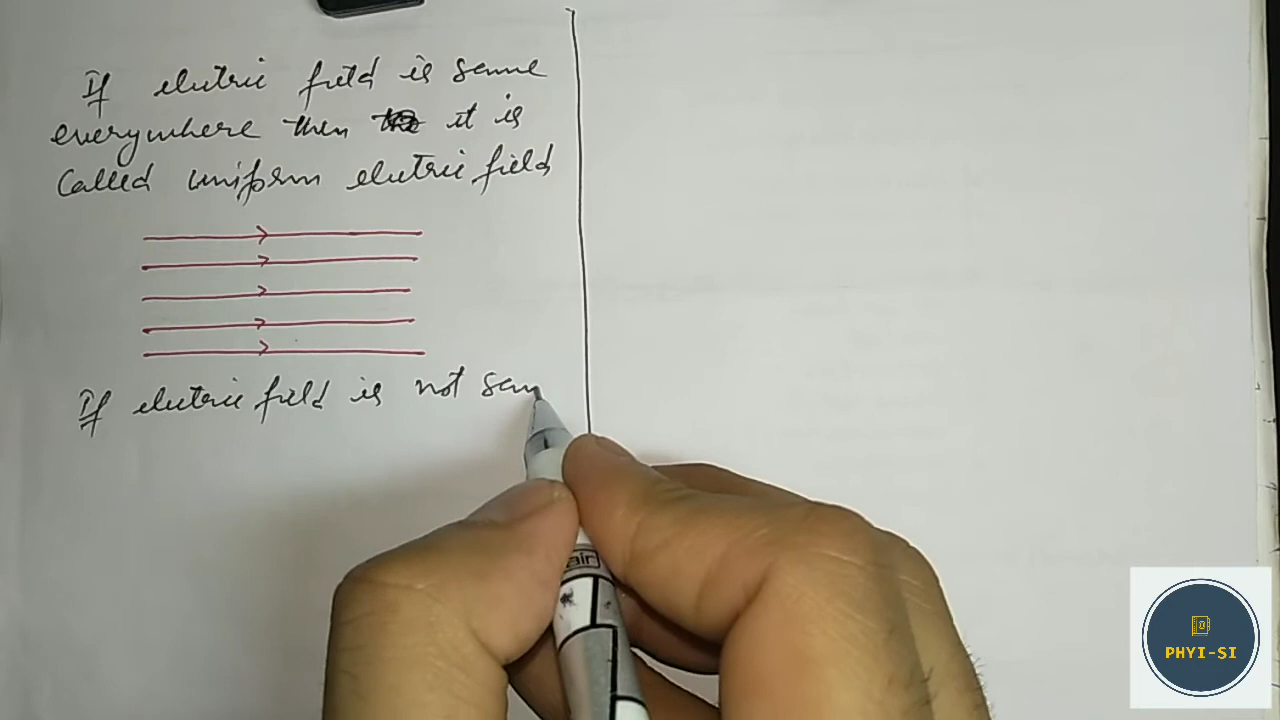 If electric field is same
everywhere then it is
Called uniform electric field
If electric field is not sam
air
PHYI-SI